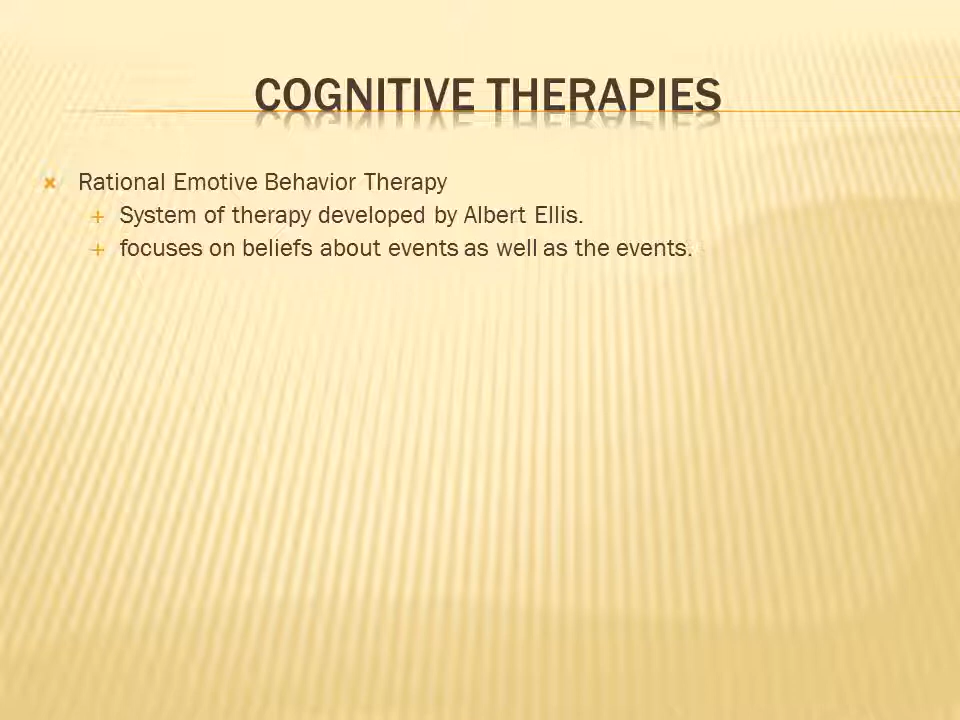 COGNITIVE THERAPIES
Rational Emotive Behavior Therapy
System of therapy developed by Albert Ellis.
focuses on beliefs about events as well as the events.